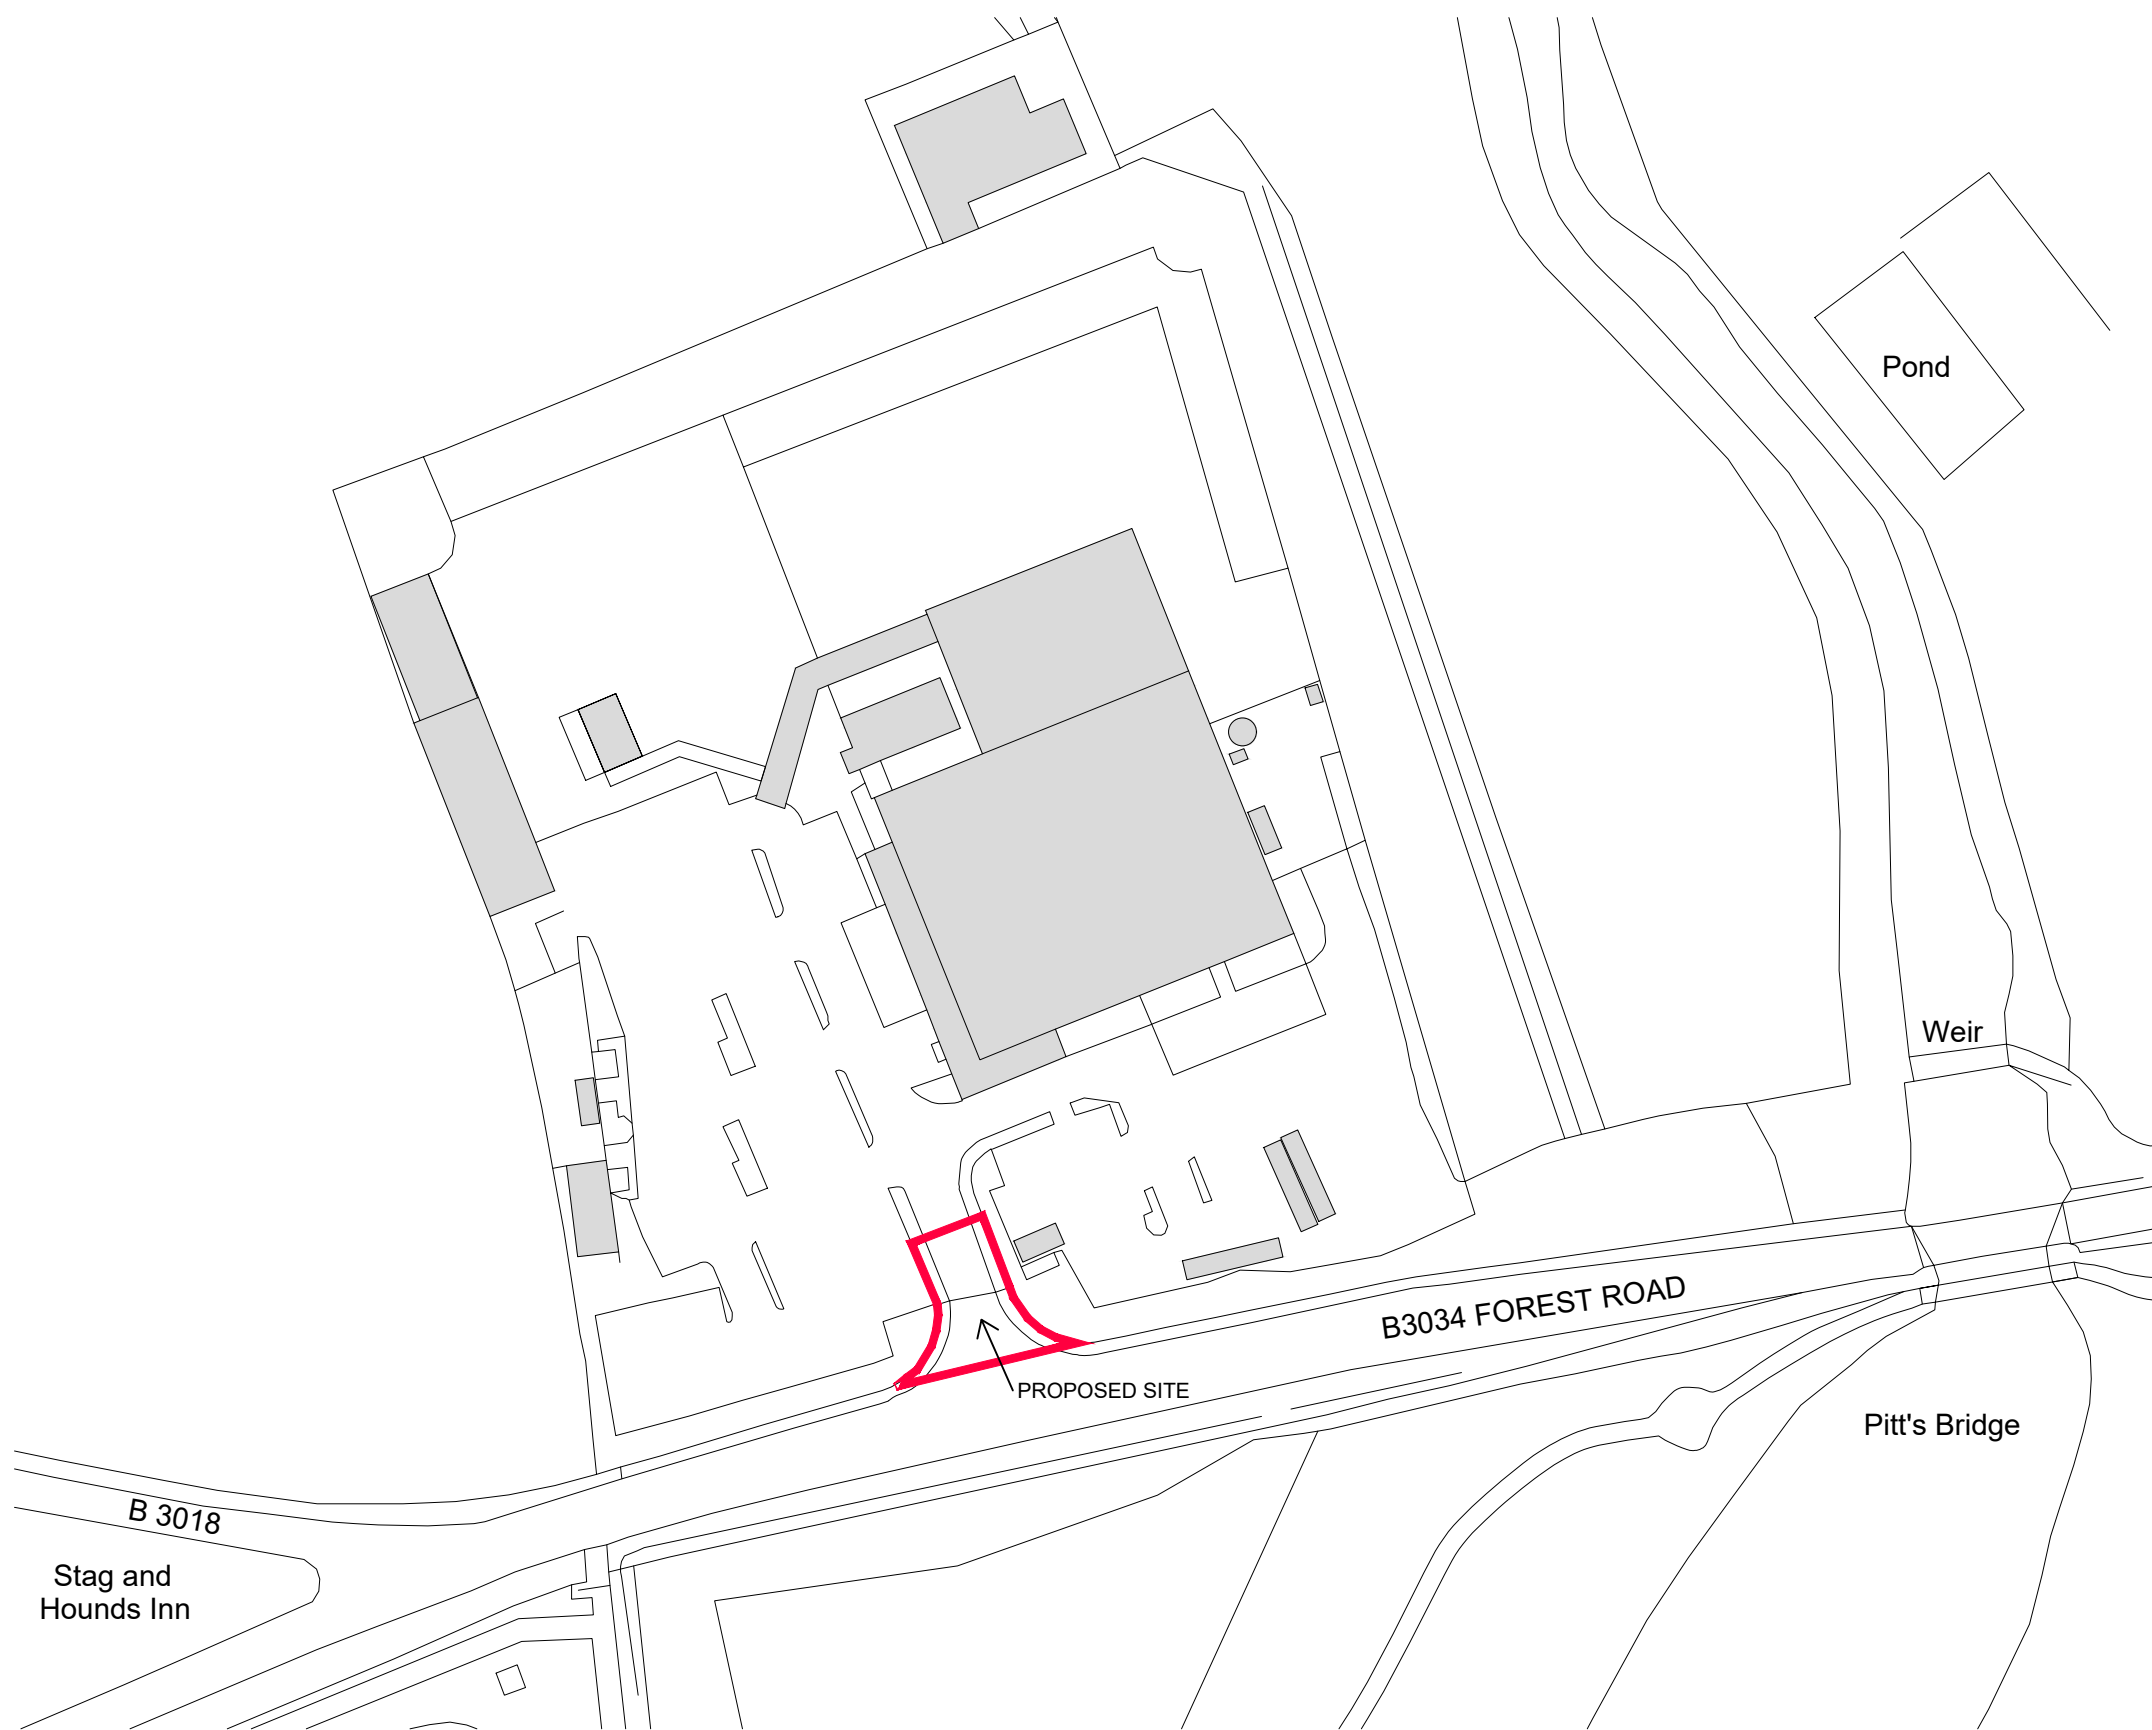 Pond
Weir
B3034 FOREST ROAD
PROPOSED SITE
Pitt's Bridge
B 3018
Stag and
Hounds Inn